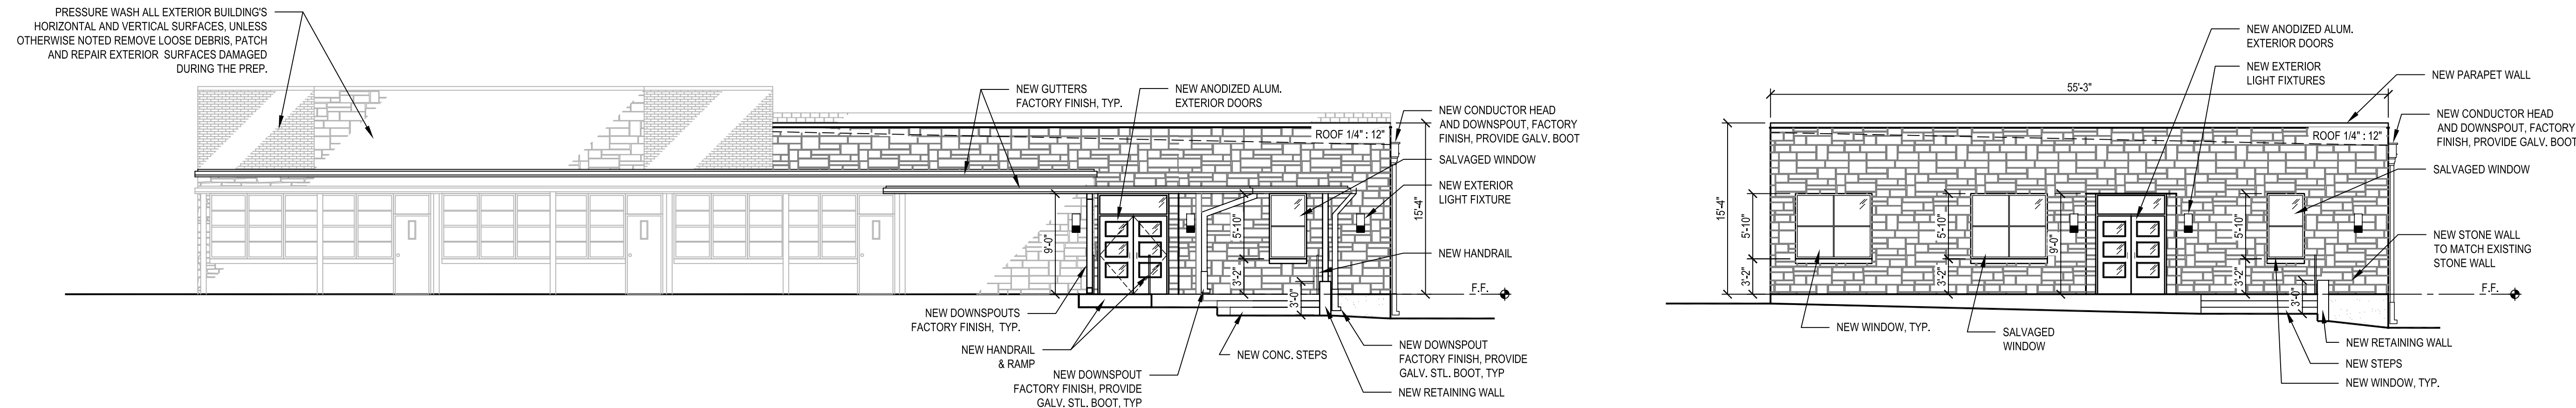 PRESSURE WASH ALL EXTERIOR BUILDING'S
HORIZONTAL AND VERTICAL SURFACES, UNLESS
OTHERWISE NOTED REMOVE LOOSE DEBRIS, PATCH
AND REPAIR EXTERIOR SURFACES DAMAGED
DURING THE PREP.
NEW GUTTERS
FACTORY FINISH, TYP.
NEW ANODIZED ALUM.
EXTERIOR DOORS
ROOF 1/4" : 12"
NEW CONDUCTOR HEAD
AND DOWNSPOUT, FACTORY
FINISH, PROVIDE GALV. BOOT
SALVAGED WINDOW
NEW EXTERIOR
LIGHT FIXTURE
15'-4"
NEW HANDRAIL
F.F.
9'-0"
5'-10"
3'-2"
3'-0"
NEW DOWNSPOUTS
FACTORY FINISH, TYP.
NEW HANDRAIL
& RAMP
NEW DOWNSPOUT
FACTORY FINISH, PROVIDE
GALV. STL. BOOT, TYP
NEW CONC. STEPS
NEW DOWNSPOUT
FACTORY FINISH, PROVIDE
GALV. STL. BOOT, TYP
NEW RETAINING WALL
NEW ANODIZED ALUM.
EXTERIOR DOORS
NEW EXTERIOR
LIGHT FIXTURES
55'-3"
NEW PARAPET WALL
NEW CONDUCTOR HEAD
AND DOWNSPOUT, FACTORY
FINISH, PROVIDE GALV. BOOT
ROOF 1/4" : 12"
SALVAGED WINDOW
15'-4"
5'-10"
3'-2"
5'-10"
3'-2"
9'-0"
5'-10"
3'-2"
3'-0"
NEW STONE WALL
TO MATCH EXISTING
STONE WALL
F.F.
NEW WINDOW, TYP.
SALVAGED
WINDOW
NEW RETAINING WALL
NEW STEPS
NEW WINDOW, TYP.